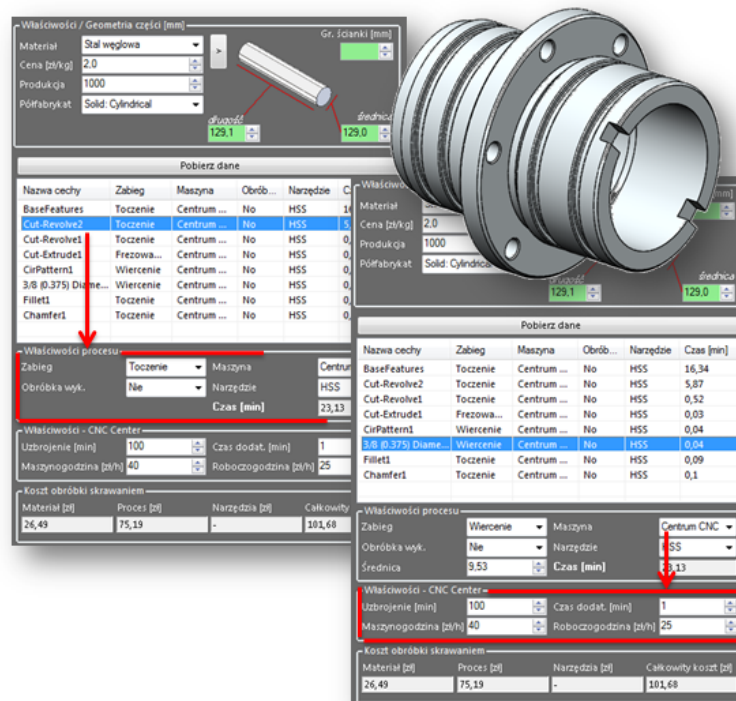 Właściwości / Geometria części [mm]
Materiał Stal węglowa > Gr. ścianki [mm]
Cena [zł/kg] 2,0
Produkcja 1000
Półfabrykat Solid: Cylindrical
długość średnica
129,1 129,0
Pobierz dane
Nazwa cechy Zabieg Maszyna Obrób... Narzędzie
BaseFeatures Toczenie Centrum ... No HSS
Cut-Revolve2 Toczenie Centrum ... No HSS
Cut-Revolve1 Toczenie Centrum ... No HSS
Cut-Extrude1 Frezowa... Centrum ... No HSS
CirPattern1 Wiercenie Centrum ... No HSS
3/8 (0.375) Diame... Wiercenie Centrum ... No HSS
Fillet1 Toczenie Centrum ... No HSS
Chamfer1 Toczenie Centrum ... No HSS
Właściwości procesu
Zabieg Toczenie Maszyna
Obróbka wyk. Nie Narzędzie HSS
Czas [min] 23,13
Właściwości - CNC Center
Uzbrojenie [min] 100 Czas dodat. [min] 1
Maszynogodzina [zł/h] 40 Roboczogodzina [zł/h] 25
Koszt obróbki skrawaniem
Materiał [zł] Proces [zł] Narzędzia [zł] Całkowity
26,49 75,19 - 101,68
Cena [zł/kg] 2,0
Produkcja 1000
Półfabrykat Solid: Cylindrical
długość średnica
129,1 129,0
Pobierz dane
Nazwa cechy Zabieg Maszyna Obrób... Narzędzie Czas [min]
BaseFeatures Toczenie Centrum ... No HSS 16,34
Cut-Revolve2 Toczenie Centrum ... No HSS 5,87
Cut-Revolve1 Toczenie Centrum ... No HSS 0,52
Cut-Extrude1 Frezowa... Centrum ... No HSS 0,03
CirPattern1 Wiercenie Centrum ... No HSS 0,04
3/8 (0.375) Diame... Wiercenie Centrum ... No HSS 0,04
Fillet1 Toczenie Centrum ... No HSS 0,09
Chamfer1 Toczenie Centrum ... No HSS 0,1
Właściwości procesu
Zabieg Wiercenie Maszyna Centrum CNC
Obróbka wyk. Nie Narzędzie HSS
Średnica 9,53 Czas [min] 23,13
Właściwości - CNC Center
Uzbrojenie [min] 100 Czas dodat. [min] 1
Maszynogodzina [zł/h] 40 Roboczogodzina [zł/h] 25
Koszt obróbki skrawaniem
Materiał [zł] Proces [zł] Narzędzia [zł] Całkowity koszt [zł]
26,49 75,19 - 101,68